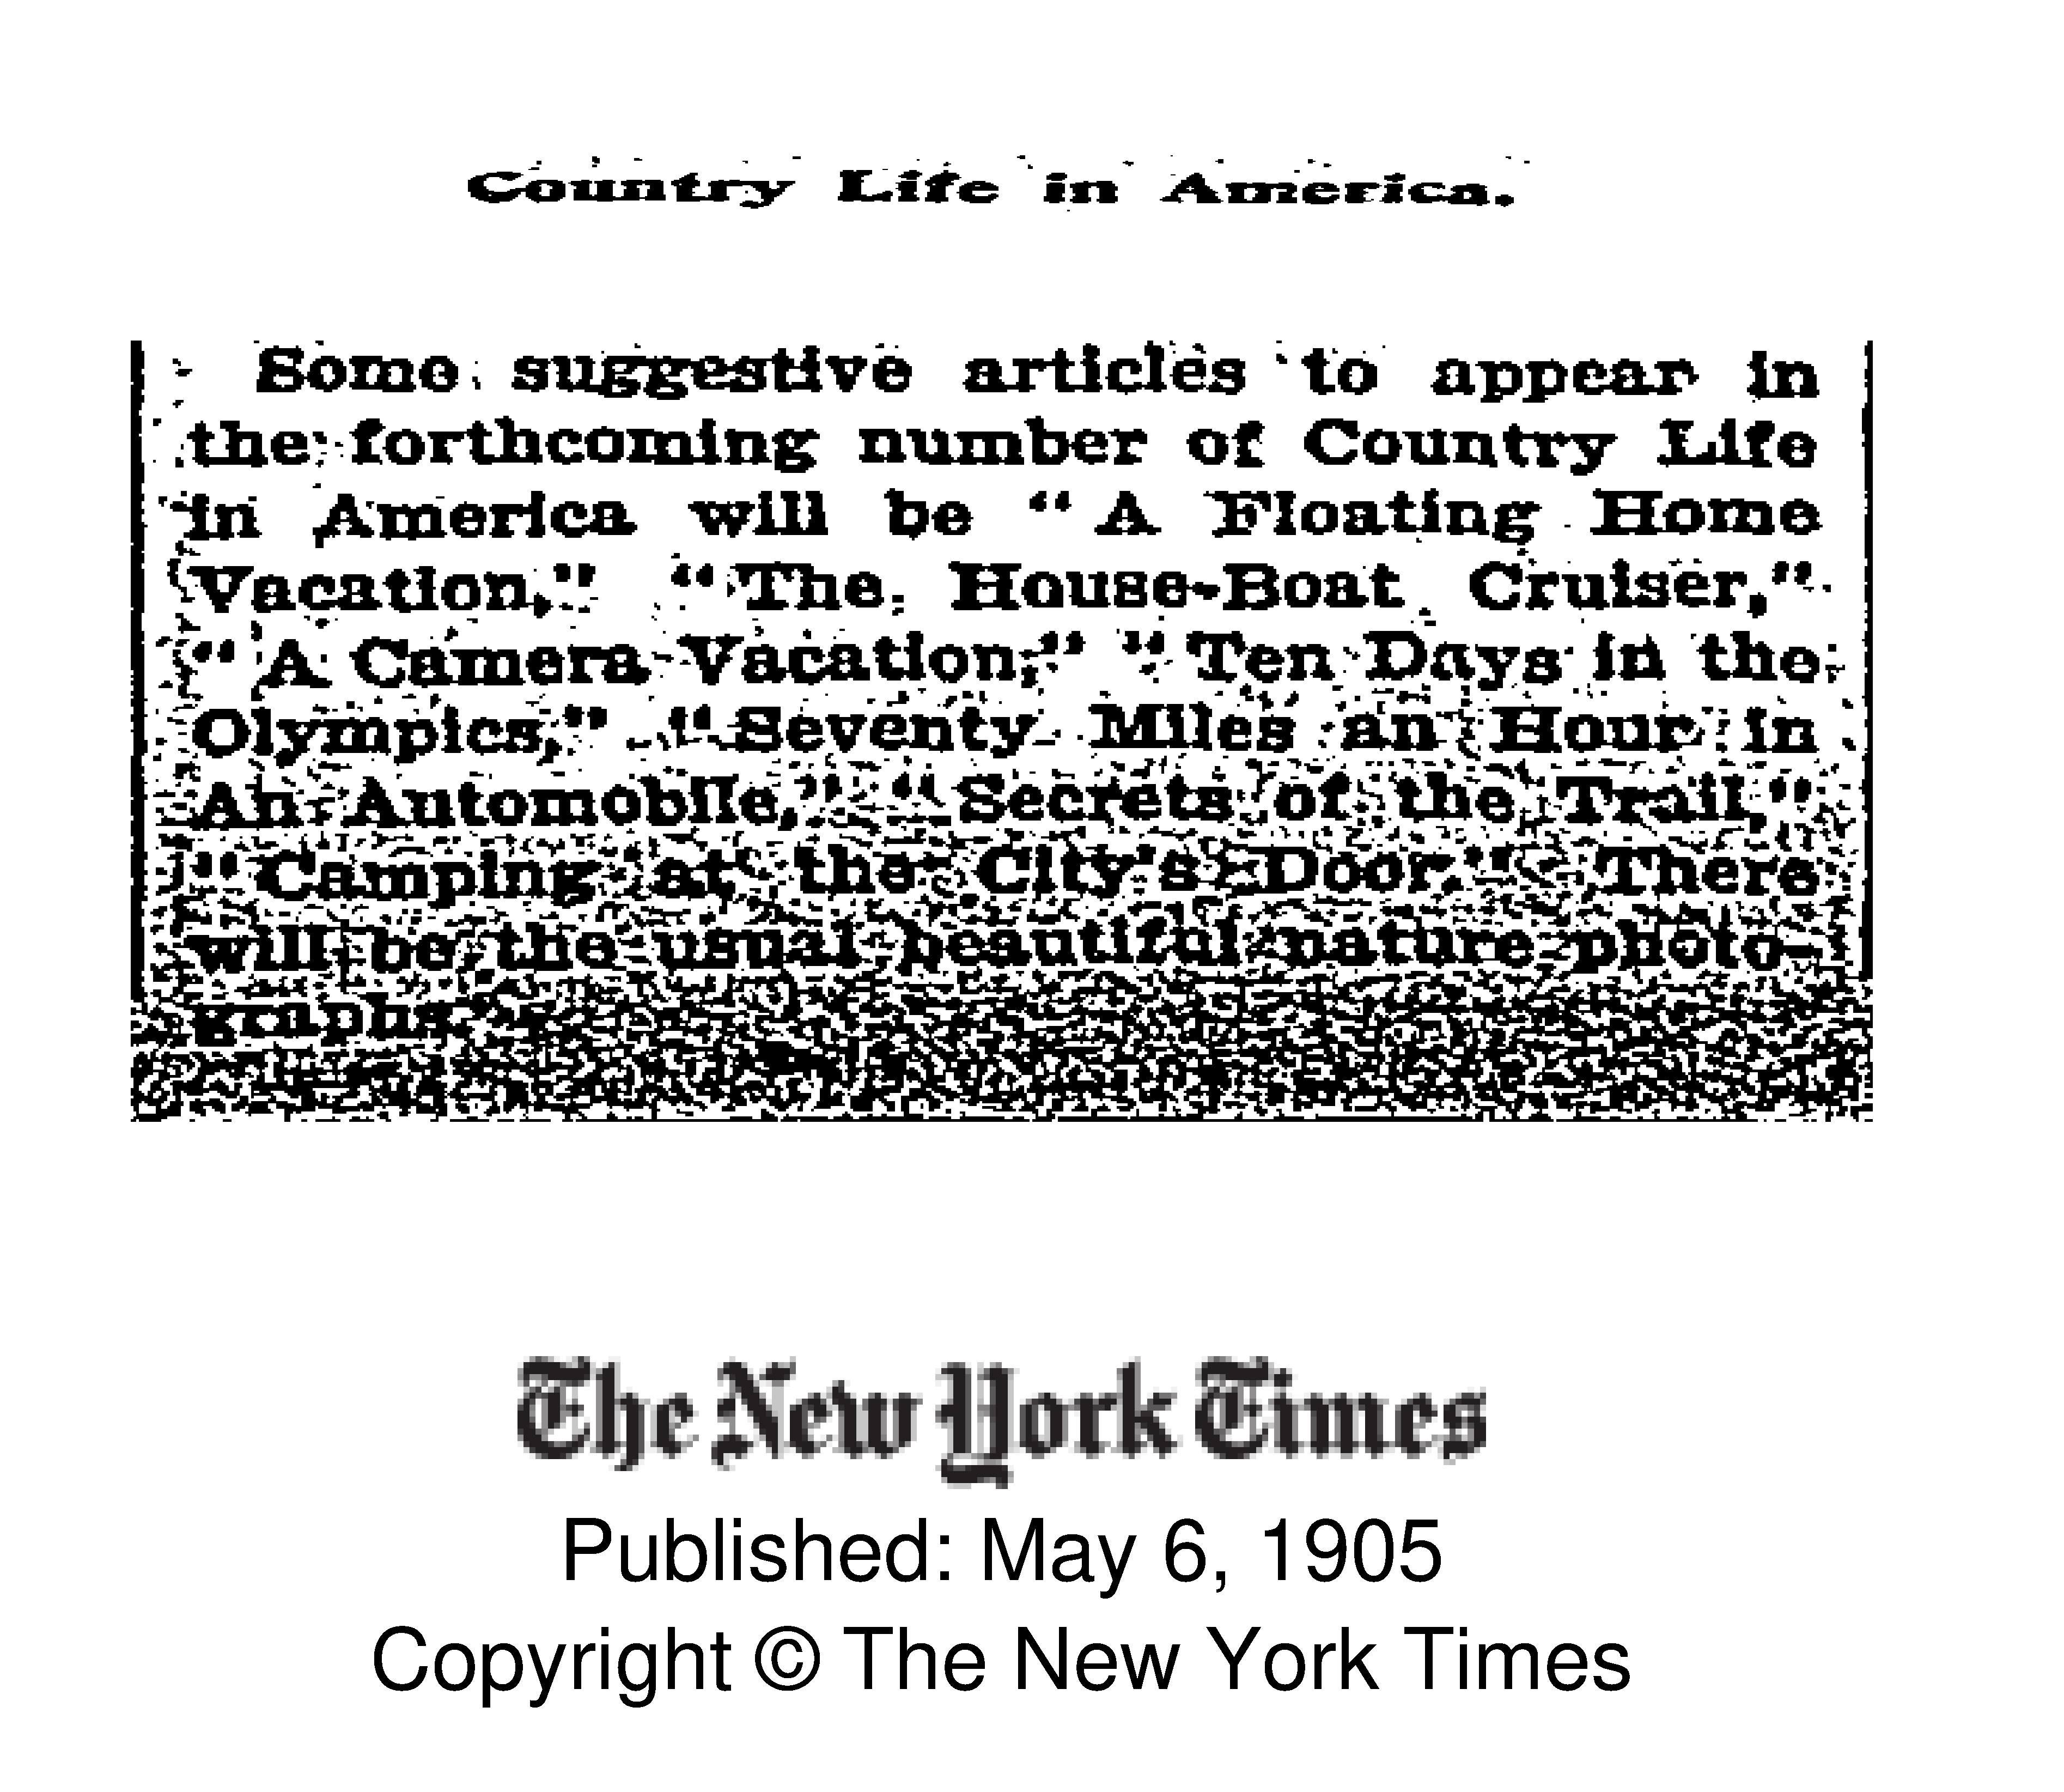 Country Life in America.
Some suggestive articles to appear in
the forthcoming number of Country Life
in America will be “A Floating Home
Vacation,” “The House-Boat Cruiser,”
“A Camera Vacation,” “Ten Days in the
Olympics,” “Seventy Miles an Hour in
An Automobile,” “Secrets of the Trail,”
“Camping at the City's Door.” There
will be the usual beautiful nature photo-
graphs.
The New York Times
Published: May 6, 1905
Copyright © The New York Times